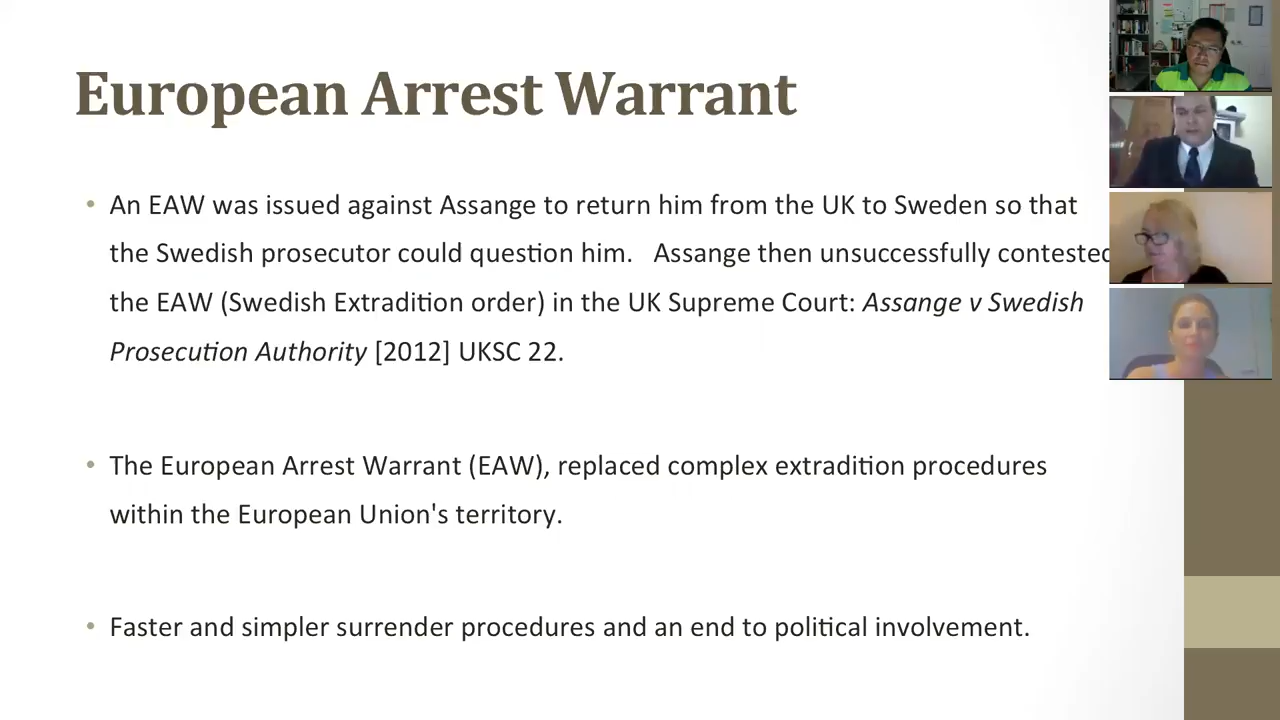 European Arrest Warrant
• An EAW was issued against Assange to return him from the UK to Sweden so that
the Swedish prosecutor could question him. Assange then unsuccessfully contested
the EAW (Swedish Extradition order) in the UK Supreme Court: Assange v Swedish
Prosecution Authority [2012] UKSC 22.
• The European Arrest Warrant (EAW), replaced complex extradition procedures
within the European Union's territory.
• Faster and simpler surrender procedures and an end to political involvement.